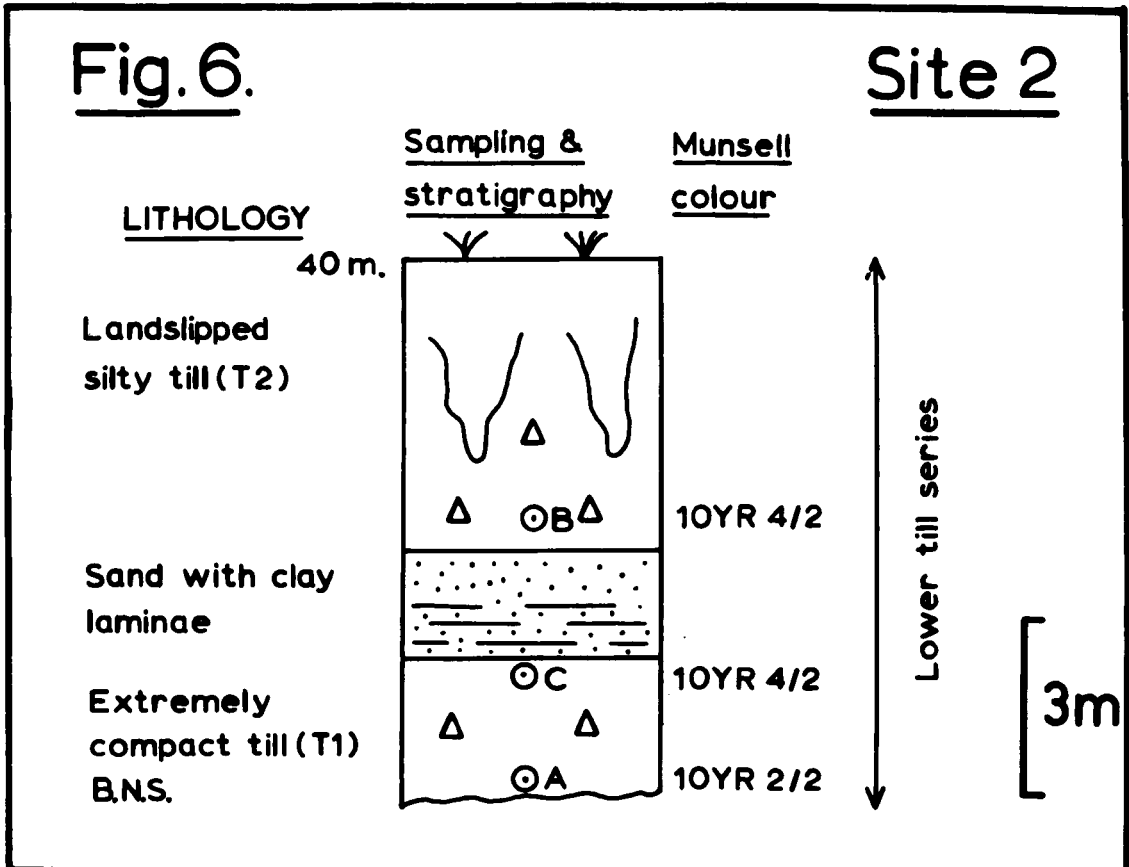 Fig. 6.
Site 2
Sampling &
stratigraphy
Munsell
colour
LITHOLOGY
40 m.
Landslipped
silty till (T2)
B
10YR 4/2
Sand with clay
laminae
C
10YR 4/2
Extremely
compact till (T1)
B.N.S.
A
10YR 2/2
Lower till series
3m